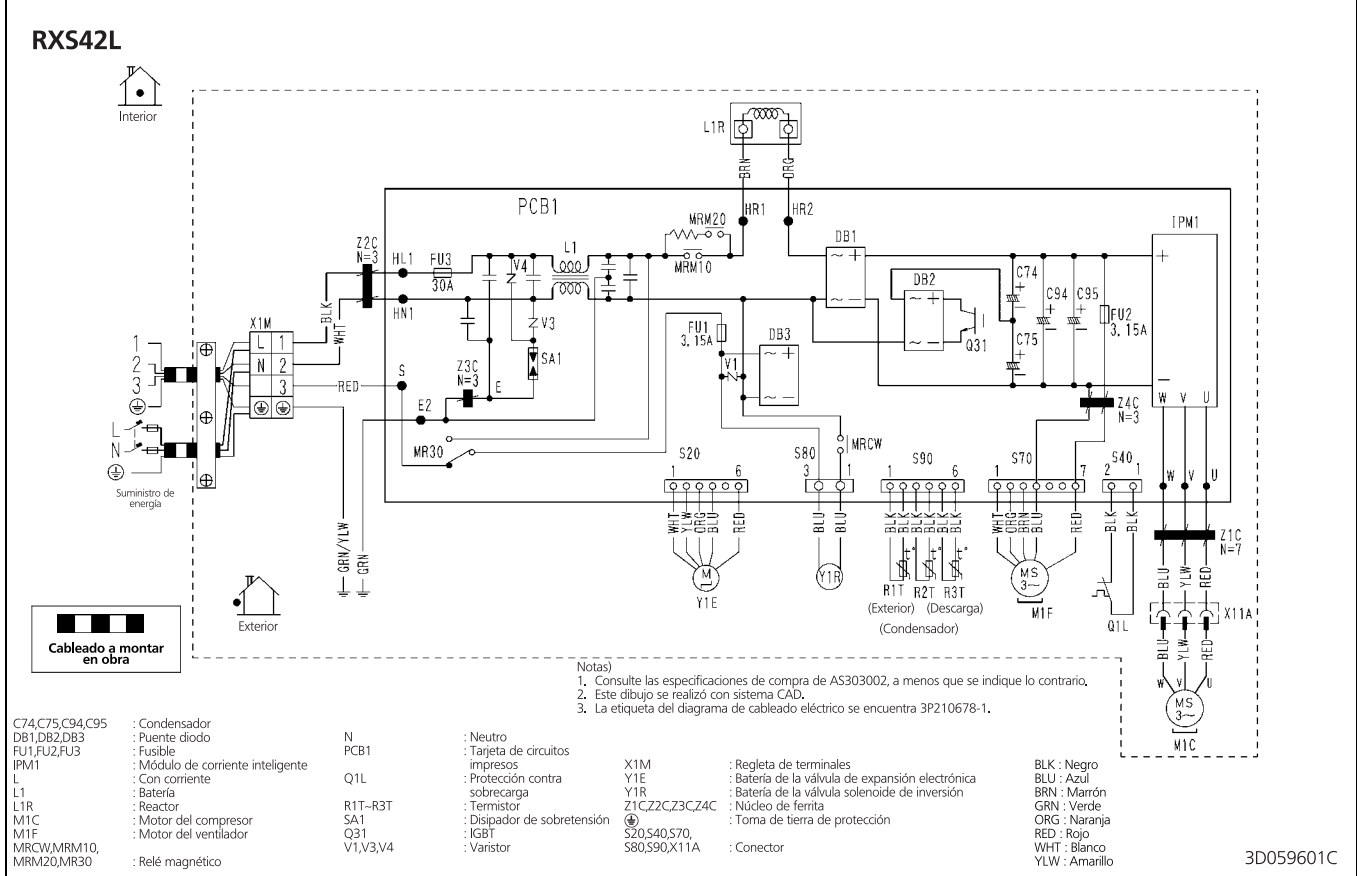 RXS42L
Interior
L1R
BRN
ORG
PCB1
HR1
HR2
MRM20
MRM10
IPM1
DB1
Z2C
N=3
HL1
FU3
30A
V4
L1
DB2
C74
C94
C95
FU2
3.15A
HN1
BLK
WHT
V3
FU1
3.15A
DB3
Q31
C75
X1M
L 1
N 2
3
1
2
3
RED
S
Z3C
N=3
E
SA1
V1
W V U
Z4C
N=3
E2
MR30
MRCW
L
N
Suministro de
energía
S20
1 6
S80
3 1
S90
1 6
S70
1 7
S40
2 1
W V U
GRN/YLW
GRN
WHT
YLW
ORG
BLU
RED
BLU
BLU
BLK
BLK
BLK
BLK
BLK
BLK
WHT
ORG
BRN
BLU
RED
BLK
BLK
Z1C
N=7
BLU
YLW
RED
M
Y1E
Y1R
t°
t°
t°
R1T R2T R3T
(Exterior) (Descarga)
(Condensador)
MS
3~
M1F
Q1L
X11A
BLU
YLW
RED
W V U
MS
3~
M1C
Exterior
Cableado a montar
en obra
Notas)
1. Consulte las especificaciones de compra de AS303002, a menos que se indique lo contrario.
2. Este dibujo se realizó con sistema CAD.
3. La etiqueta del diagrama de cableado eléctrico se encuentra 3P210678-1.
C74,C75,C94,C95 : Condensador
DB1,DB2,DB3 : Puente diodo
FU1,FU2,FU3 : Fusible
IPM1 : Módulo de corriente inteligente
L : Con corriente
L1 : Batería
L1R : Reactor
M1C : Motor del compresor
M1F : Motor del ventilador
MRCW,MRM10,
MRM20,MR30 : Relé magnético
N : Neutro
PCB1 : Tarjeta de circuitos
impresos
Q1L : Protección contra
sobrecarga
R1T~R3T : Termistor
SA1 : Disipador de sobretensión
Q31 : IGBT
V1,V3,V4 : Varistor
X1M : Regleta de terminales
Y1E : Batería de la válvula de expansión electrónica
Y1R : Batería de la válvula solenoide de inversión
Z1C,Z2C,Z3C,Z4C : Núcleo de ferrita
: Toma de tierra de protección
S20,S40,S70,
S80,S90,X11A : Conector
BLK : Negro
BLU : Azul
BRN : Marrón
GRN : Verde
ORG : Naranja
RED : Rojo
WHT : Blanco
YLW : Amarillo
3D059601C